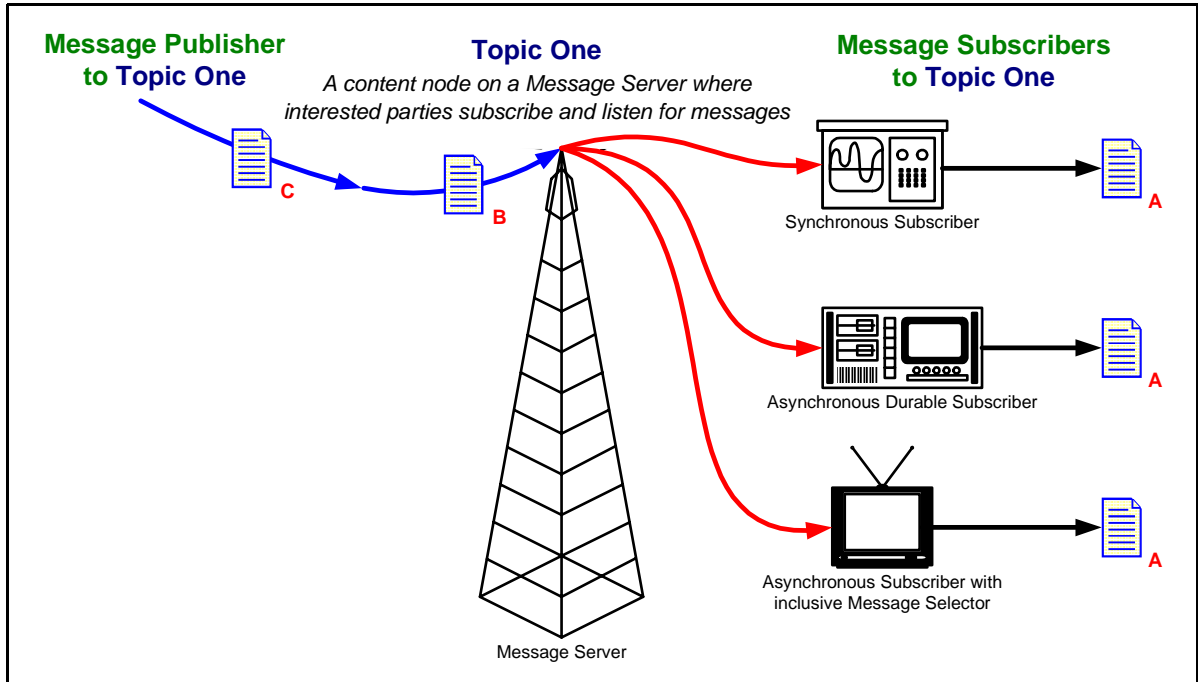 Message Publisher
to Topic One
Topic One
A content node on a Message Server where
interested parties subscribe and listen for messages
Message Subscribers
to Topic One
C
B
A
Synchronous Subscriber
A
Asynchronous Durable Subscriber
A
Asynchronous Subscriber with
inclusive Message Selector
Message Server